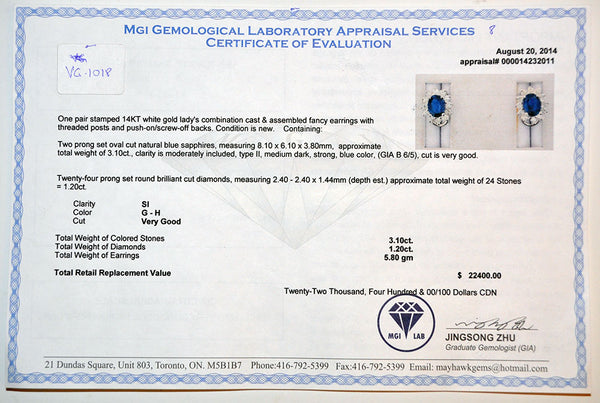 MGI GEMOLOGICAL LABORATORY APPRAISAL SERVICES
8
CERTIFICATE OF EVALUATION
VG-1018
August 20, 2014
appraisal# 000014232011
One pair stamped 14KT white gold lady's combination cast & assembled fancy earrings with
threaded posts and push-on/screw-off backs. Condition is new. Containing:
Two prong set oval cut natural blue sapphires, measuring 8.10 x 6.10 x 3.80mm, approximate
total weight of 3.10ct., clarity is moderately included, type II, medium dark, strong, blue color, (GIA B 6/5), cut is very good.
Twenty-four prong set round brilliant cut diamonds, measuring 2.40 - 2.40 x 1.44mm (depth est.) approximate total weight of 24 Stones
= 1.20ct.
Clarity SI
Color G - H
Cut Very Good
Total Weight of Colored Stones 3.10ct.
Total Weight of Diamonds 1.20ct.
Total Weight of Earrings 5.80 gm
Total Retail Replacement Value $ 22400.00
Twenty-Two Thousand, Four Hundred & 00/100 Dollars CDN
MGI LAB
JINGSONG ZHU
Graduate Gemologist (GIA)
21 Dundas Square, Unit 803, Toronto, ON. M5B1B7 Phone:416-792-5399 Fax:416-792-5399 Email: mayhawkgems@hotmail.com